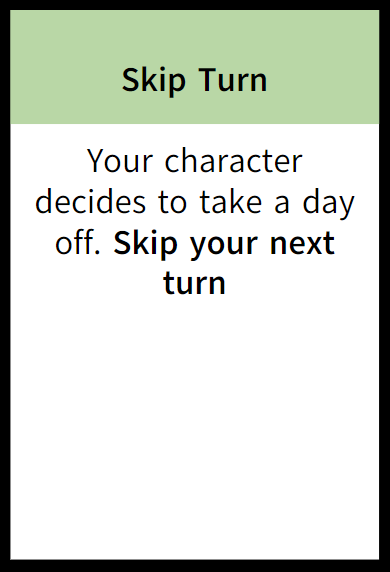 Skip Turn
Your character
decides to take a day
off. Skip your next
turn